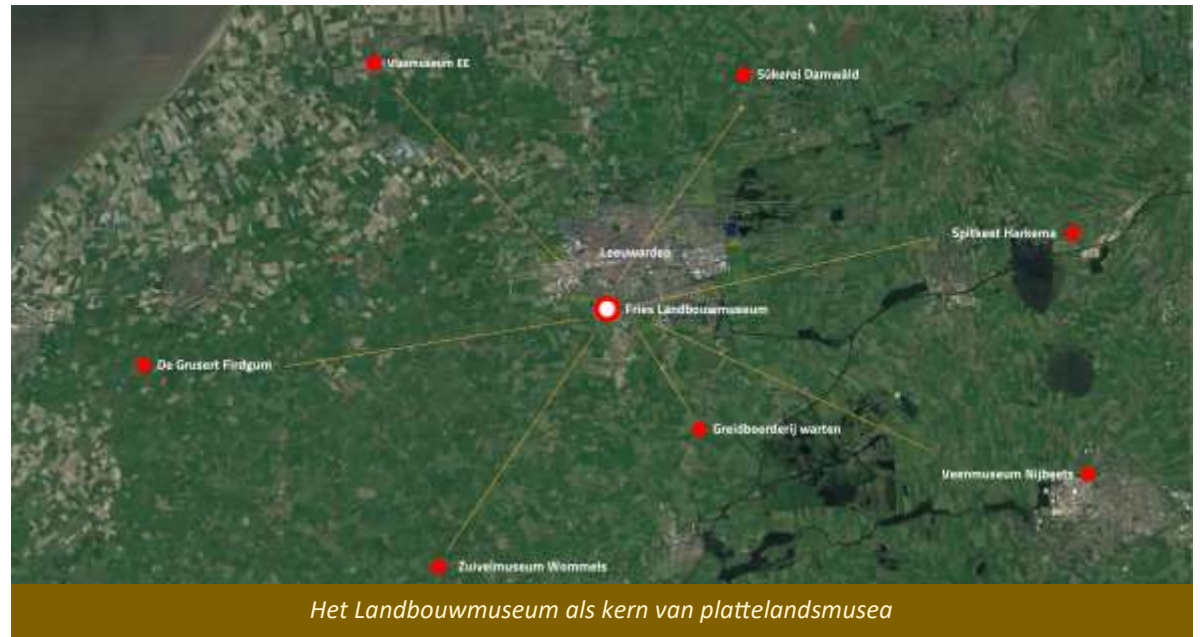 Vlasmuseum EE
Sûkerei Damwâld
Spitkeet Harkema
Leeuwarden
Fries Landbouwmuseum
De Grusert Firdgum
Greidboerderij warten
Veenmuseum Nijbeets
Zuivelmuseum Wommels
Het Landbouwmuseum als kern van plattelandsmusea